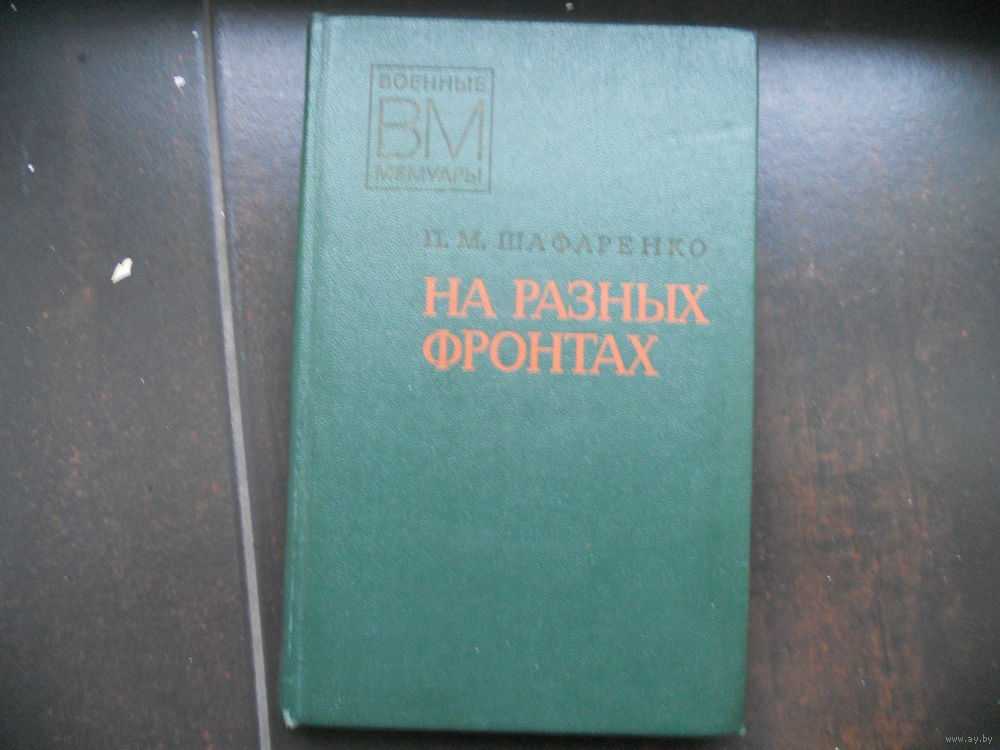 ВОЕННЫЕ
ВМ
МЕМУАРЫ
П. М. ШАФАРЕНКО
НА РАЗНЫХ
ФРОНТАХ
www.ay.by